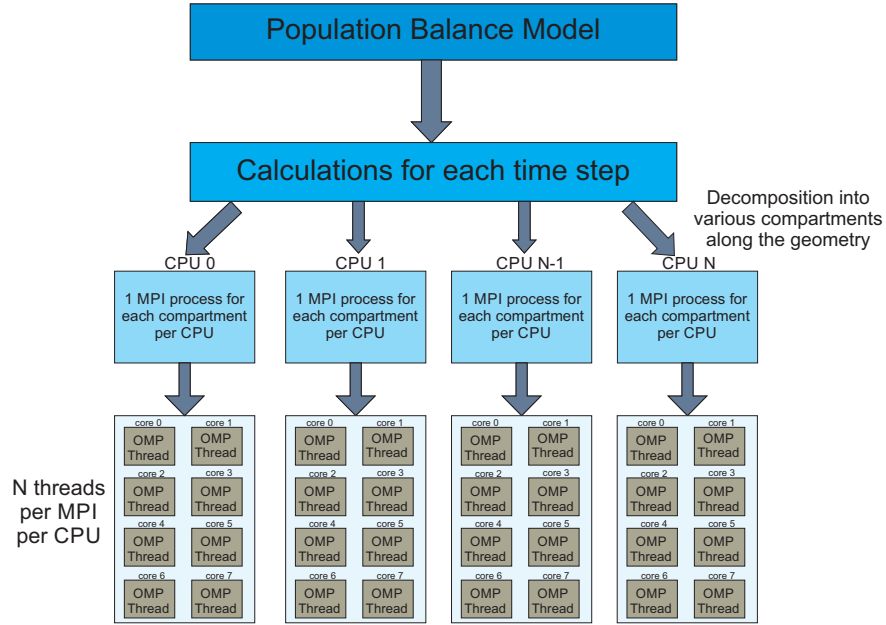 Population Balance Model
Calculations for each time step
Decomposition into
various compartments
along the geometry
CPU 0
CPU 1
CPU N-1
CPU N
1 MPI process for
each compartment
per CPU
1 MPI process for
each compartment
per CPU
1 MPI process for
each compartment
per CPU
1 MPI process for
each compartment
per CPU
N threads
per MPI
per CPU
core 0
OMP
Thread
core 1
OMP
Thread
core 2
OMP
Thread
core 3
OMP
Thread
core 4
OMP
Thread
core 5
OMP
Thread
core 6
OMP
Thread
core 7
OMP
Thread
core 0
OMP
Thread
core 1
OMP
Thread
core 2
OMP
Thread
core 3
OMP
Thread
core 4
OMP
Thread
core 5
OMP
Thread
core 6
OMP
Thread
core 7
OMP
Thread
core 0
OMP
Thread
core 1
OMP
Thread
core 2
OMP
Thread
core 3
OMP
Thread
core 4
OMP
Thread
core 5
OMP
Thread
core 6
OMP
Thread
core 7
OMP
Thread
core 0
OMP
Thread
core 1
OMP
Thread
core 2
OMP
Thread
core 3
OMP
Thread
core 4
OMP
Thread
core 5
OMP
Thread
core 6
OMP
Thread
core 7
OMP
Thread